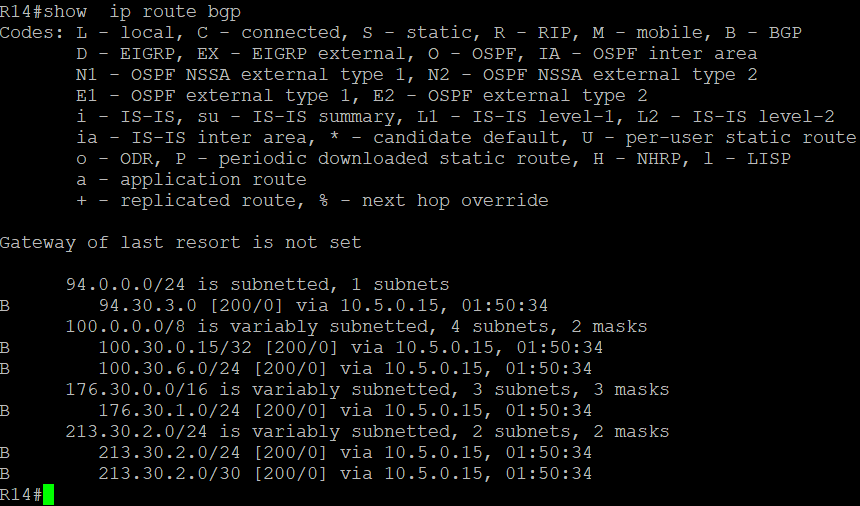 R14#show  ip route bgp
Codes: L - local, C - connected, S - static, R - RIP, M - mobile, B - BGP
       D - EIGRP, EX - EIGRP external, O - OSPF, IA - OSPF inter area
       N1 - OSPF NSSA external type 1, N2 - OSPF NSSA external type 2
       E1 - OSPF external type 1, E2 - OSPF external type 2
       i - IS-IS, su - IS-IS summary, L1 - IS-IS level-1, L2 - IS-IS level-2
       ia - IS-IS inter area, * - candidate default, U - per-user static route
       o - ODR, P - periodic downloaded static route, H - NHRP, l - LISP
       a - application route
       + - replicated route, % - next hop override

Gateway of last resort is not set

      94.0.0.0/24 is subnetted, 1 subnets
B        94.30.3.0 [200/0] via 10.5.0.15, 01:50:34
      100.0.0.0/8 is variably subnetted, 4 subnets, 2 masks
B        100.30.0.15/32 [200/0] via 10.5.0.15, 01:50:34
B        100.30.6.0/24 [200/0] via 10.5.0.15, 01:50:34
      176.30.0.0/16 is variably subnetted, 3 subnets, 3 masks
B        176.30.1.0/24 [200/0] via 10.5.0.15, 01:50:34
      213.30.2.0/24 is variably subnetted, 2 subnets, 2 masks
B        213.30.2.0/24 [200/0] via 10.5.0.15, 01:50:34
B        213.30.2.0/30 [200/0] via 10.5.0.15, 01:50:34
R14#